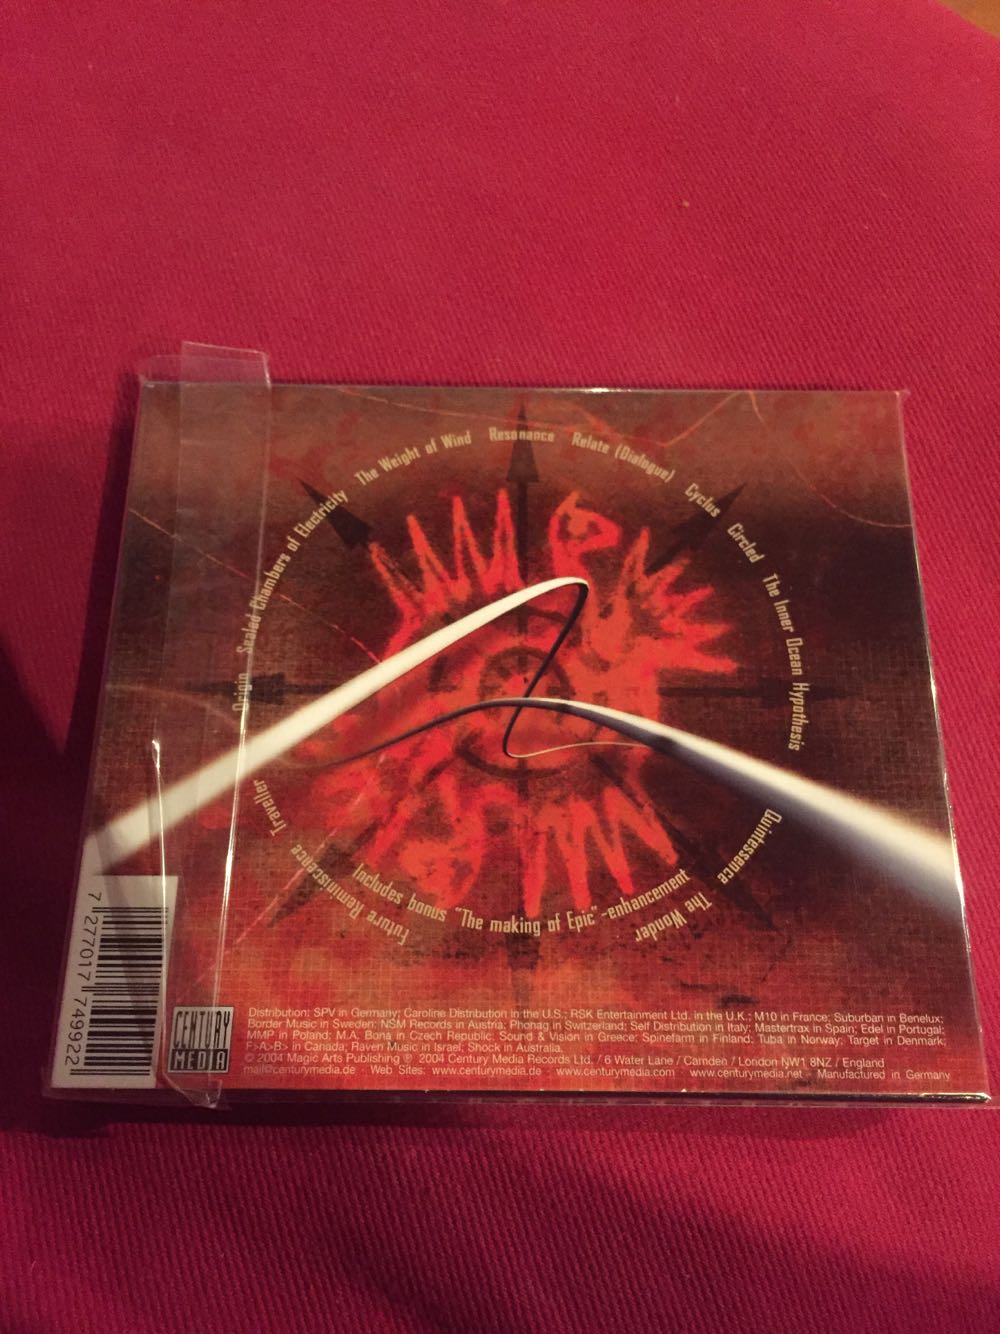 Origin
Sealed Chambers of Electricity
The Weight of Wind
Resonance
Relate (Dialogue)
Cyclus
Circled
The Inner Ocean Hypothesis
Quintessence
The Wonder
Future Reminiscence
Traveller
Includes bonus "The making of Epic"-enhancement
7 27701 74992 2
CENTURY
MEDIA
Distribution: SPV in Germany; Caroline Distribution in the U.S.; RSK Entertainment Ltd. in the U.K.; M10 in France; Suburban in Benelux;
Border Music in Sweden; NSM Records in Austria; Phonag in Switzerland; Self Distribution in Italy; Mastertrax in Spain; Edel in Portugal;
MMP in Poland; M.A. Bona in Czech Republic; Sound & Vision in Greece; Spinefarm in Finland; Tuba in Norway; Target in Denmark;
F>A>B> in Canada; Raven Music in Israel, Shock in Australia.
© 2004 Magic Arts Publishing ℗ 2004 Century Media Records Ltd. / 6 Water Lane / Camden / London NW1 8NZ / England
mail@centurymedia.de · Web Sites: www.centurymedia.de · www.centurymedia.com · www.centurymedia.net · Manufactured in Germany